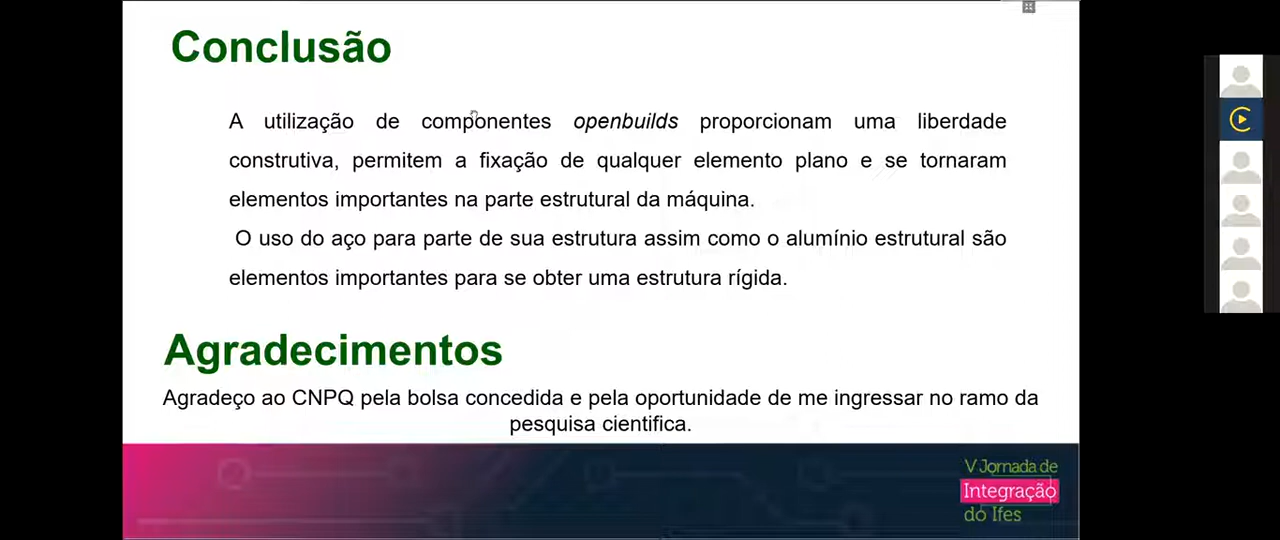 Conclusão
A utilização de componentes openbuilds proporcionam uma liberdade
construtiva, permitem a fixação de qualquer elemento plano e se tornaram
elementos importantes na parte estrutural da máquina.
O uso do aço para parte de sua estrutura assim como o alumínio estrutural são
elementos importantes para se obter uma estrutura rígida.
Agradecimentos
Agradeço ao CNPQ pela bolsa concedida e pela oportunidade de me ingressar no ramo da
pesquisa cientifica.
V Jornada de
Integração
do Ifes